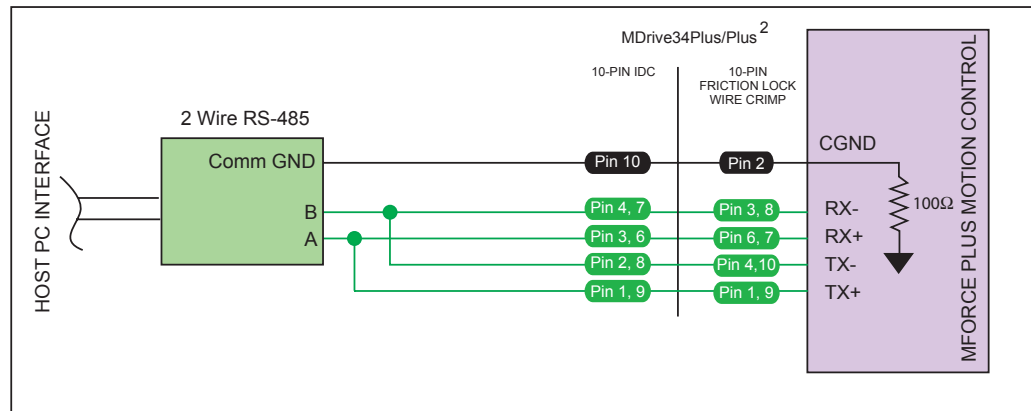 MDrive34Plus/Plus²
10-PIN IDC
10-PIN
FRICTION LOCK
WIRE CRIMP
HOST PC INTERFACE
2 Wire RS-485
Comm GND
B
A
Pin 10
Pin 2
Pin 4, 7
Pin 3, 8
Pin 3, 6
Pin 6, 7
Pin 2, 8
Pin 4,10
Pin 1, 9
Pin 1, 9
CGND
100Ω
RX-
RX+
TX-
TX+
MFORCE PLUS MOTION CONTROL